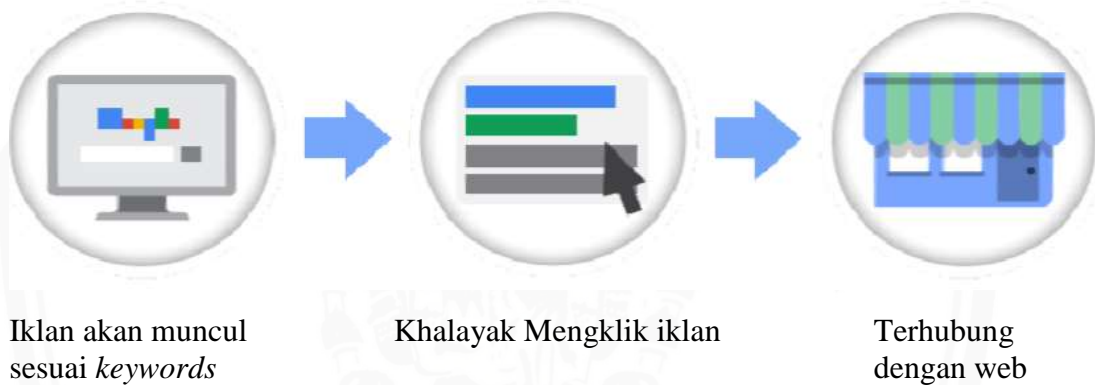 Iklan akan muncul
sesuai keywords
Khalayak Mengklik iklan
Terhubung
dengan web